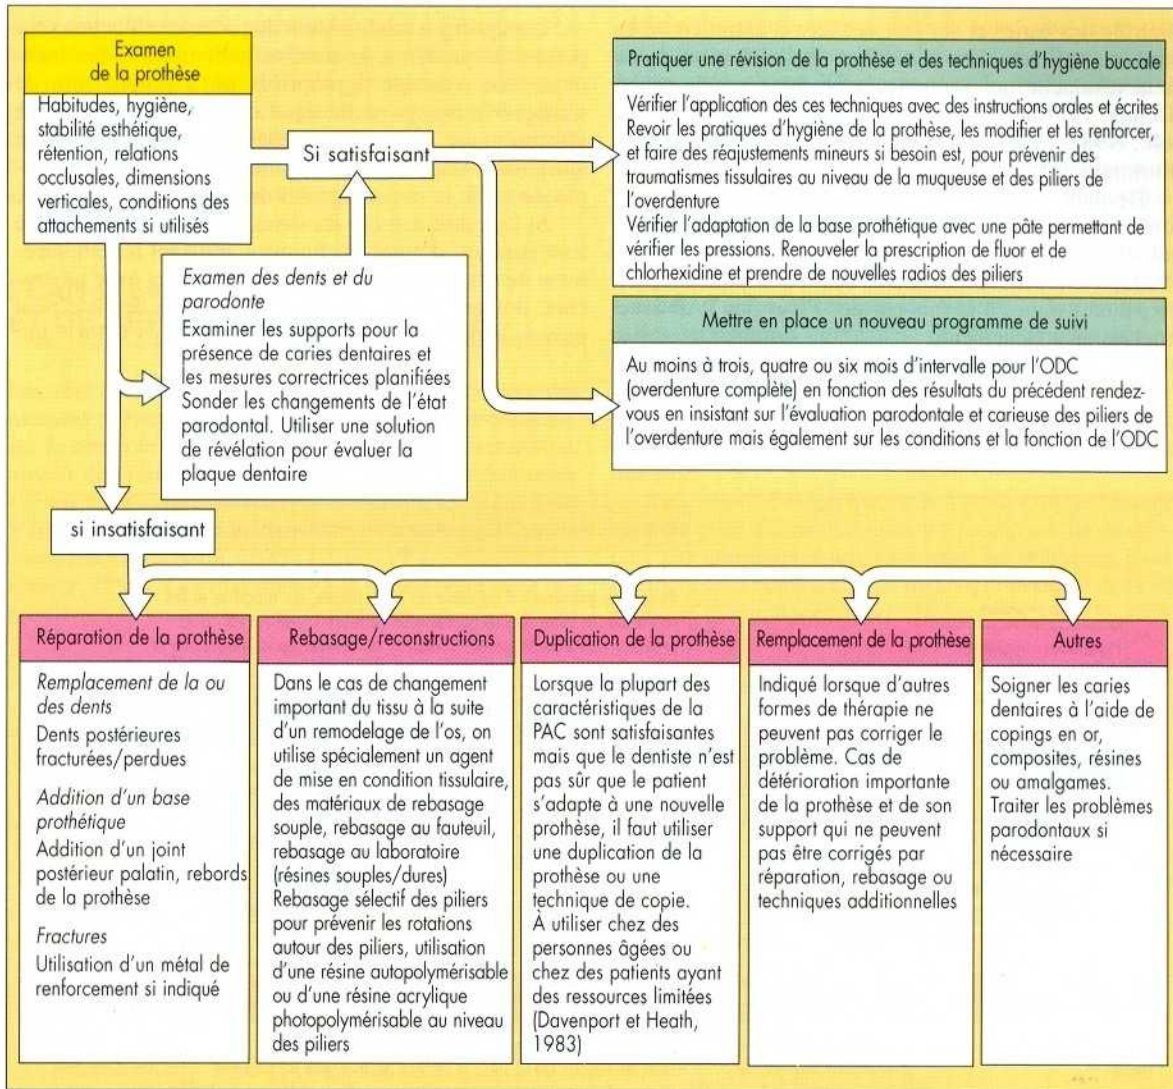 Examen
de la prothèse
Habitudes, hygiène,
stabilité esthétique,
rétention, relations
occlusales, dimensions
verticales, conditions des
attachements si utilisés
Si satisfaisant
Pratiquer une révision de la prothèse et des techniques d'hygiène buccale
Vérifier l'application des ces techniques avec des instructions orales et écrites
Revoir les pratiques d'hygiène de la prothèse, les modifier et les renforcer,
et faire des réajustements mineurs si besoin est, pour prévenir des
traumatismes tissulaires au niveau de la muqueuse et des piliers de
l'overdenture
Vérifier l'adaptation de la base prothétique avec une pâte permettant de
vérifier les pressions. Renouveler la prescription de fluor et de
chlorhexidine et prendre de nouvelles radios des piliers
Examen des dents et du
parodonte
Examiner les supports pour la
présence de caries dentaires et
les mesures correctrices planifiées
Sonder les changements de l'état
parodontal. Utiliser une solution
de révélation pour évaluer la
plaque dentaire
Mettre en place un nouveau programme de suivi
Au moins à trois, quatre ou six mois d'intervalle pour l'ODC
(overdenture complète) en fonction des résultats du précédent rendez-
vous en insistant sur l'évaluation parodontale et carieuse des piliers de
l'overdenture mais également sur les conditions et la fonction de l'ODC
si insatisfaisant
Réparation de la prothèse
Remplacement de la ou
des dents
Dents postérieures
fracturées/perdues
Addition d'un base
prothétique
Addition d'un joint
postérieur palatin, rebords
de la prothèse
Fractures
Utilisation d'un métal de
renforcement si indiqué
Rebasage/reconstructions
Dans le cas de changement
important du tissu à la suite
d'un remodelage de l'os, on
utilise spécialement un agent
de mise en condition tissulaire,
des matériaux de rebasage
souple, rebasage au fauteuil,
rebasage au laboratoire
(résines souples/dures)
Rebasage sélectif des piliers
pour prévenir les rotations
autour des piliers, utilisation
d'une résine autopolymérisable
ou d'une résine acrylique
photopolymérisable au niveau
des piliers
Duplication de la prothèse
Lorsque la plupart des
caractéristiques de la
PAC sont satisfaisantes
mais que le dentiste n'est
pas sûr que le patient
s'adapte à une nouvelle
prothèse, il faut utiliser
une duplication de la
prothèse ou une
technique de copie.
À utiliser chez des
personnes âgées ou
chez des patients ayant
des ressources limitées
(Davenport et Heath,
1983)
Remplacement de la prothèse
Indiqué lorsque d'autres
formes de thérapie ne
peuvent pas corriger le
problème. Cas de
détérioration importante
de la prothèse et de son
support qui ne peuvent
pas être corrigés par
réparation, rebasage ou
techniques additionnelles
Autres
Soigner les caries
dentaires à l'aide de
copings en or,
composites, résines
ou amalgames.
Traiter les problèmes
parodontaux si
nécessaire